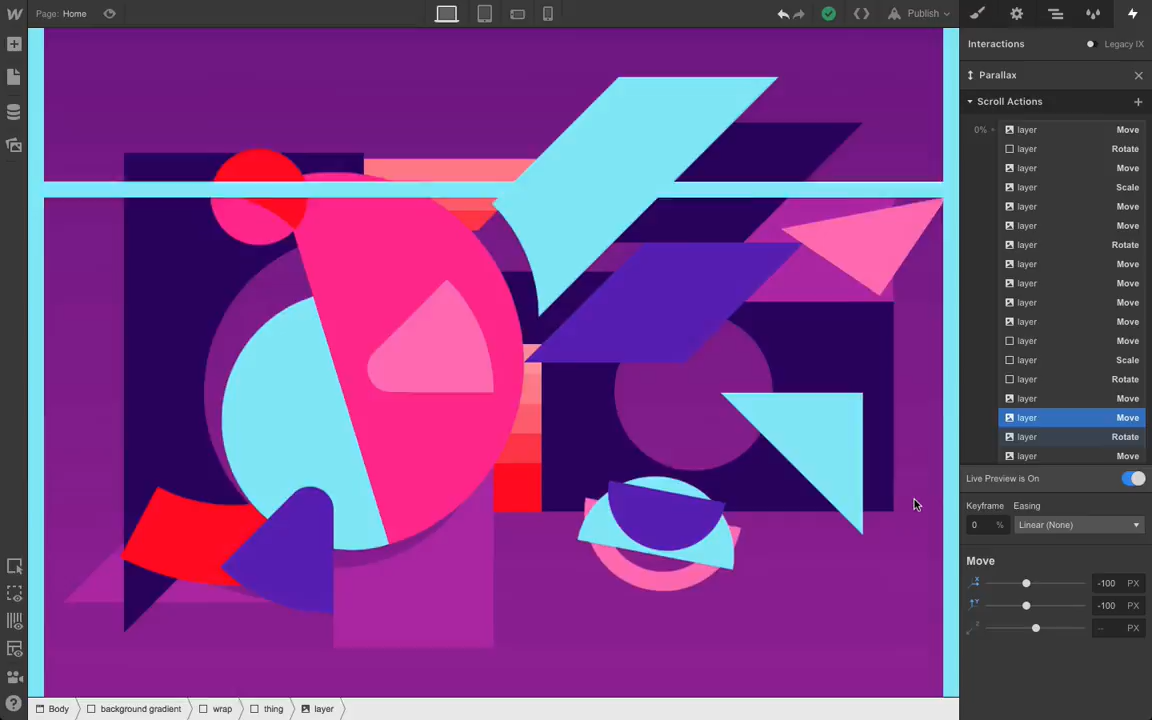 Page: Home
Publish
Interactions
Legacy IX
Parallax
Scroll Actions
0%
layer Move
layer Rotate
layer Move
layer Scale
layer Move
layer Move
layer Rotate
layer Move
layer Move
layer Move
layer Move
layer Move
layer Scale
layer Rotate
layer Move
layer Move
layer Rotate
layer Move
Live Preview is On
Keyframe Easing
0 % Linear (None)
Move
X -100 PX
Y -100 PX
Z -- PX
Body background gradient wrap thing layer